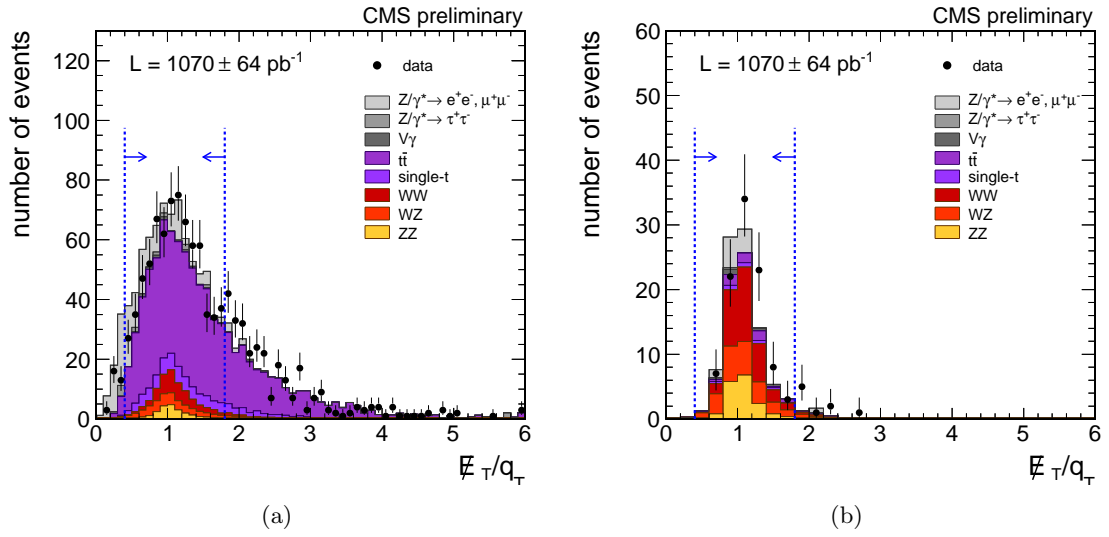 CMS preliminary
number of events
120
100
80
60
40
20
0
L = 1070 ± 64 pb⁻¹
data
Z/γ*→ e⁺e⁻, μ⁺μ⁻
Z/γ*→ τ⁺τ⁻
Vγ
tt̄
single-t
WW
WZ
ZZ
0 1 2 3 4 5 6
E̸ T/qT
(a)
CMS preliminary
number of events
60
50
40
30
20
10
0
L = 1070 ± 64 pb⁻¹
data
Z/γ*→ e⁺e⁻, μ⁺μ⁻
Z/γ*→ τ⁺τ⁻
Vγ
tt̄
single-t
WW
WZ
ZZ
0 1 2 3 4 5 6
E̸ T/qT
(b)